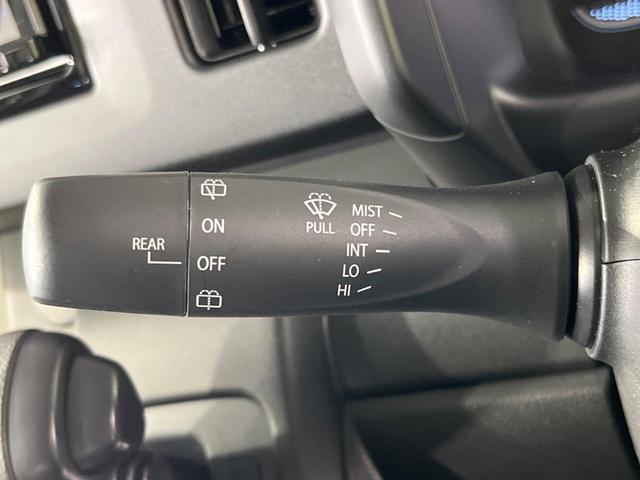 REAR
ON
OFF
PULL
MIST
OFF
INT
LO
HI